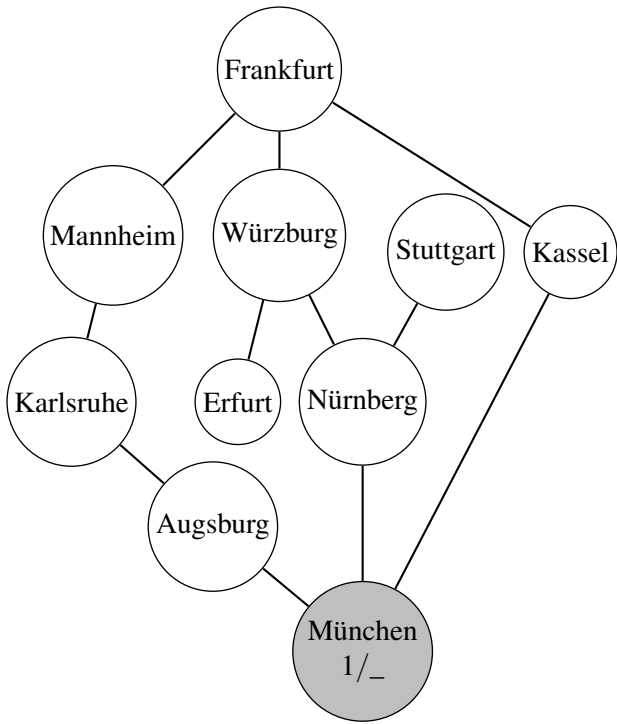 Frankfurt
Mannheim
Würzburg
Stuttgart
Kassel
Karlsruhe
Erfurt
Nürnberg
Augsburg
München
1/_